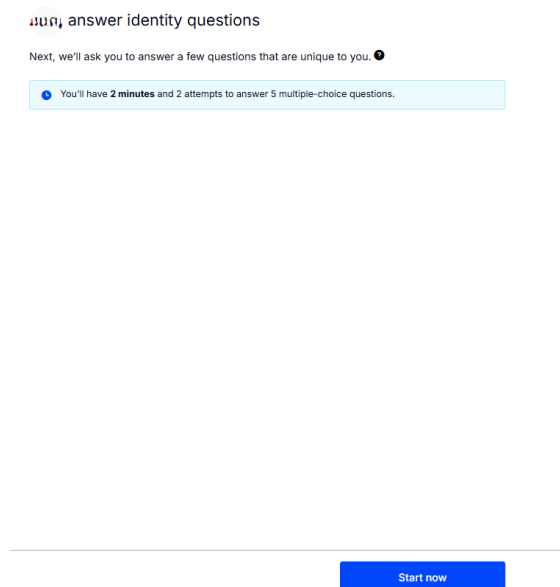 answer identity questions
Next, we'll ask you to answer a few questions that are unique to you. ?
You'll have 2 minutes and 2 attempts to answer 5 multiple-choice questions.
Start now